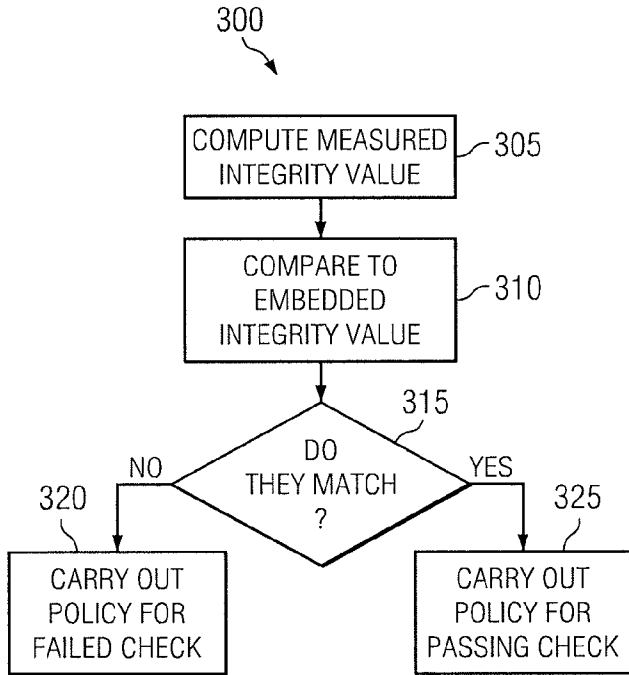 300
COMPUTE MEASURED
INTEGRITY VALUE
305
COMPARE TO
EMBEDDED
INTEGRITY VALUE
310
315
DO
THEY MATCH
?
NO
YES
320
CARRY OUT
POLICY FOR
FAILED CHECK
325
CARRY OUT
POLICY FOR
PASSING CHECK